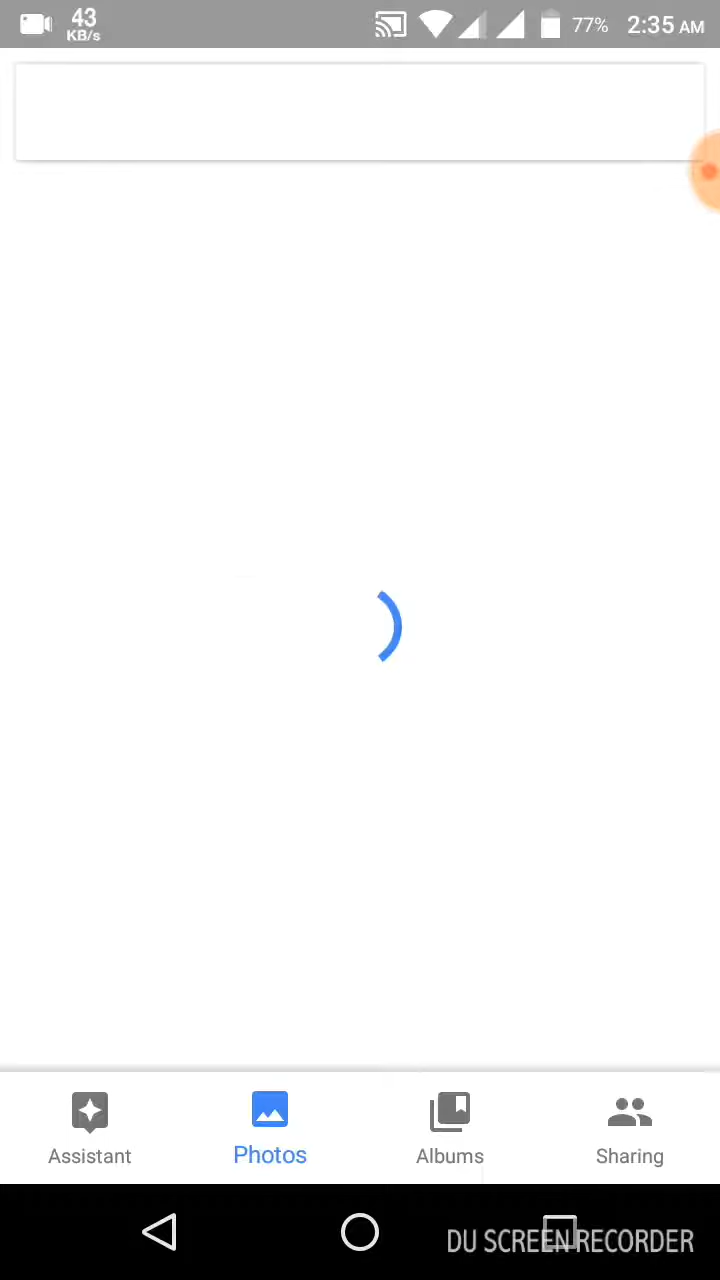 43
KB/s
77% 2:35 AM
Assistant Photos Albums Sharing
DU SCREEN RECORDER